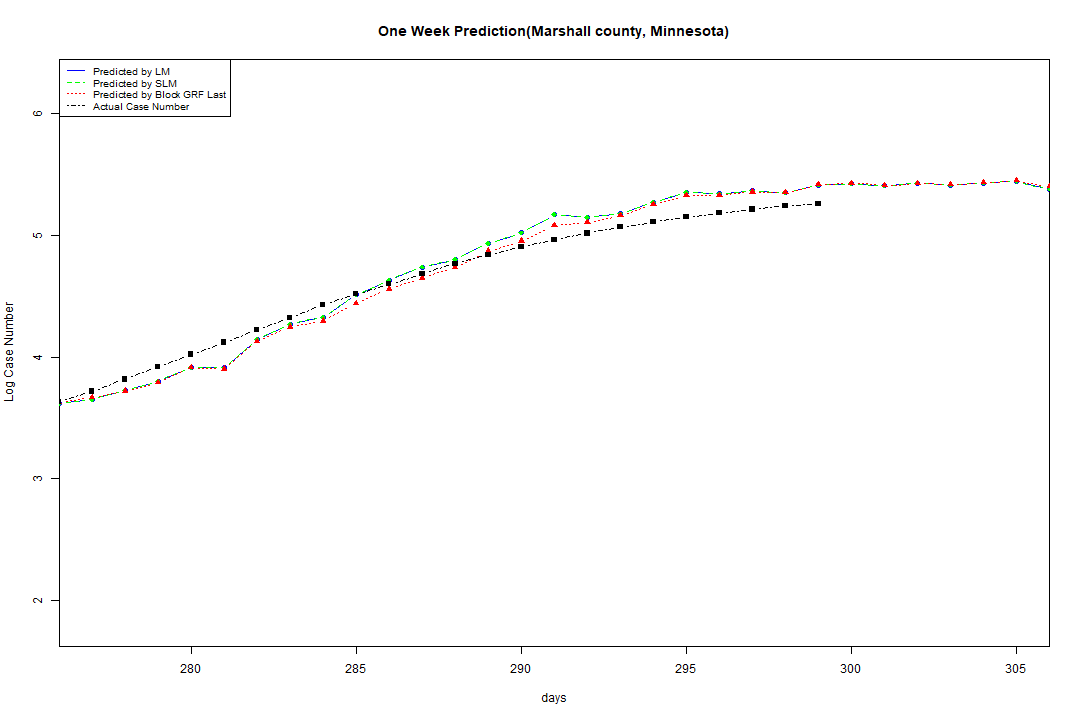 One Week Prediction(Marshall county, Minnesota)
Predicted by LM
Predicted by SLM
Predicted by Block GRF Last
Actual Case Number
6
5
4
3
2
Log Case Number
280
285
290
295
300
305
days